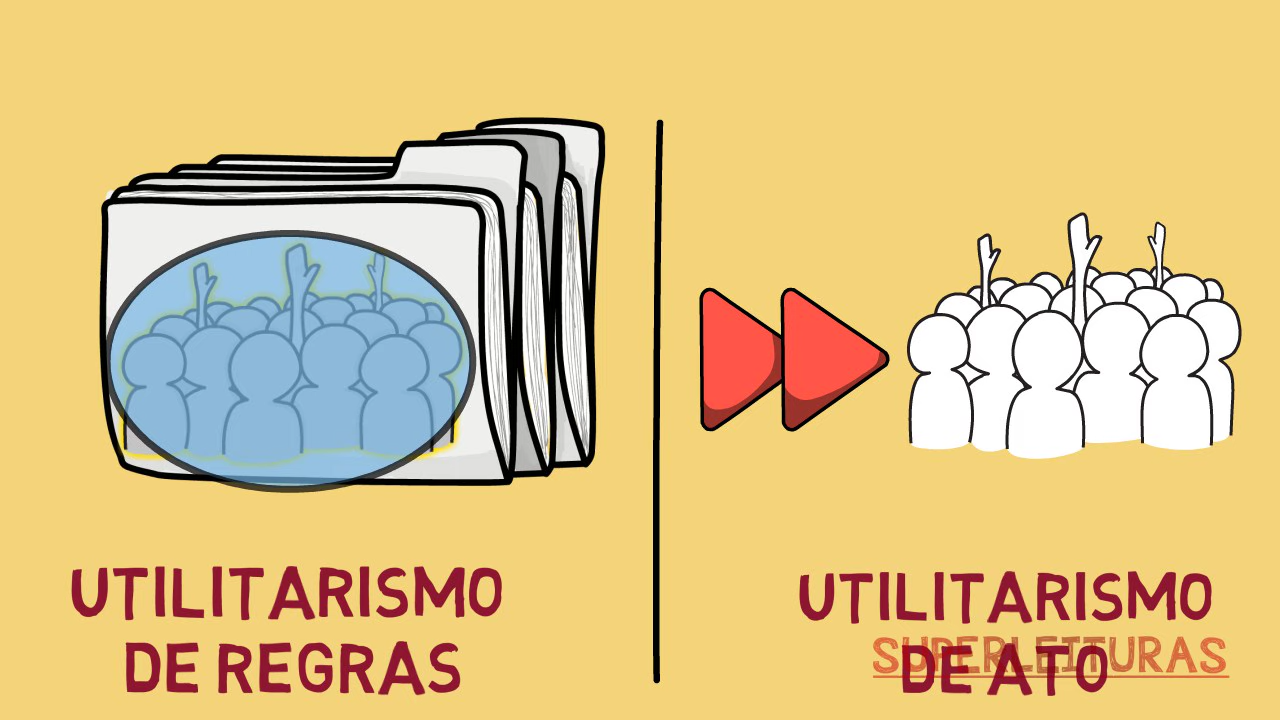 UTILITARISMO
DE REGRAS
UTILITARISMO
DE ATO
SUPERLEITURAS